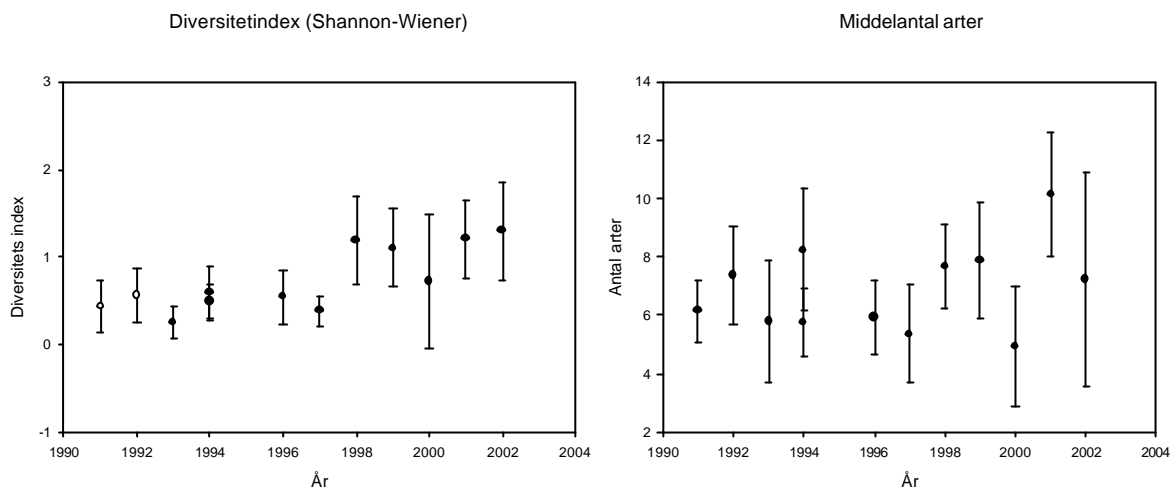 Diversitetindex (Shannon-Wiener)
3
2
1
0
-1
Diversitets index
1990 1992 1994 1996 1998 2000 2002 2004
År
Middelantal arter
14
12
10
8
6
4
2
Antal arter
1990 1992 1994 1996 1998 2000 2002 2004
År